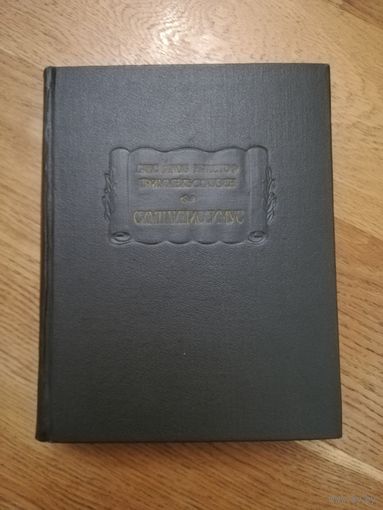 ГАНС ЯКОБ КРИСТОФ
ГРИММЕЛЬСГАУЗЕН
СИМПЛИЦИССИМУС